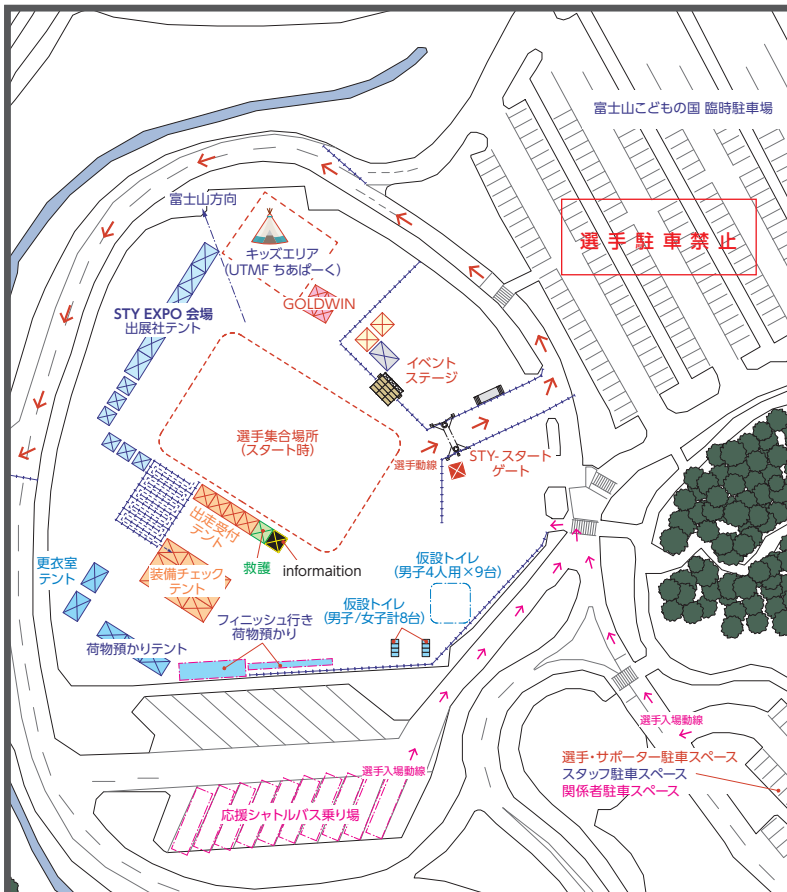 富士山こどもの国 臨時駐車場
選手駐車禁止
富士山方向
キッズエリア
(UTMF ちあぱーく)
GOLDWIN
STY EXPO 会場
出展社テント
イベント
ステージ
選手集合場所
(スタート時)
選手動線
STY-スタート
ゲート
出走受付
テント
救護
informaition
装備チェック
テント
更衣室
テント
仮設トイレ
(男子4人用×9台)
仮設トイレ
(男子/女子計8台)
フィニッシュ行き
荷物預かり
荷物預かりテント
選手入場動線
選手・サポーター駐車スペース
スタッフ駐車スペース
関係者駐車スペース
選手入場動線
応援シャトルバス乗り場